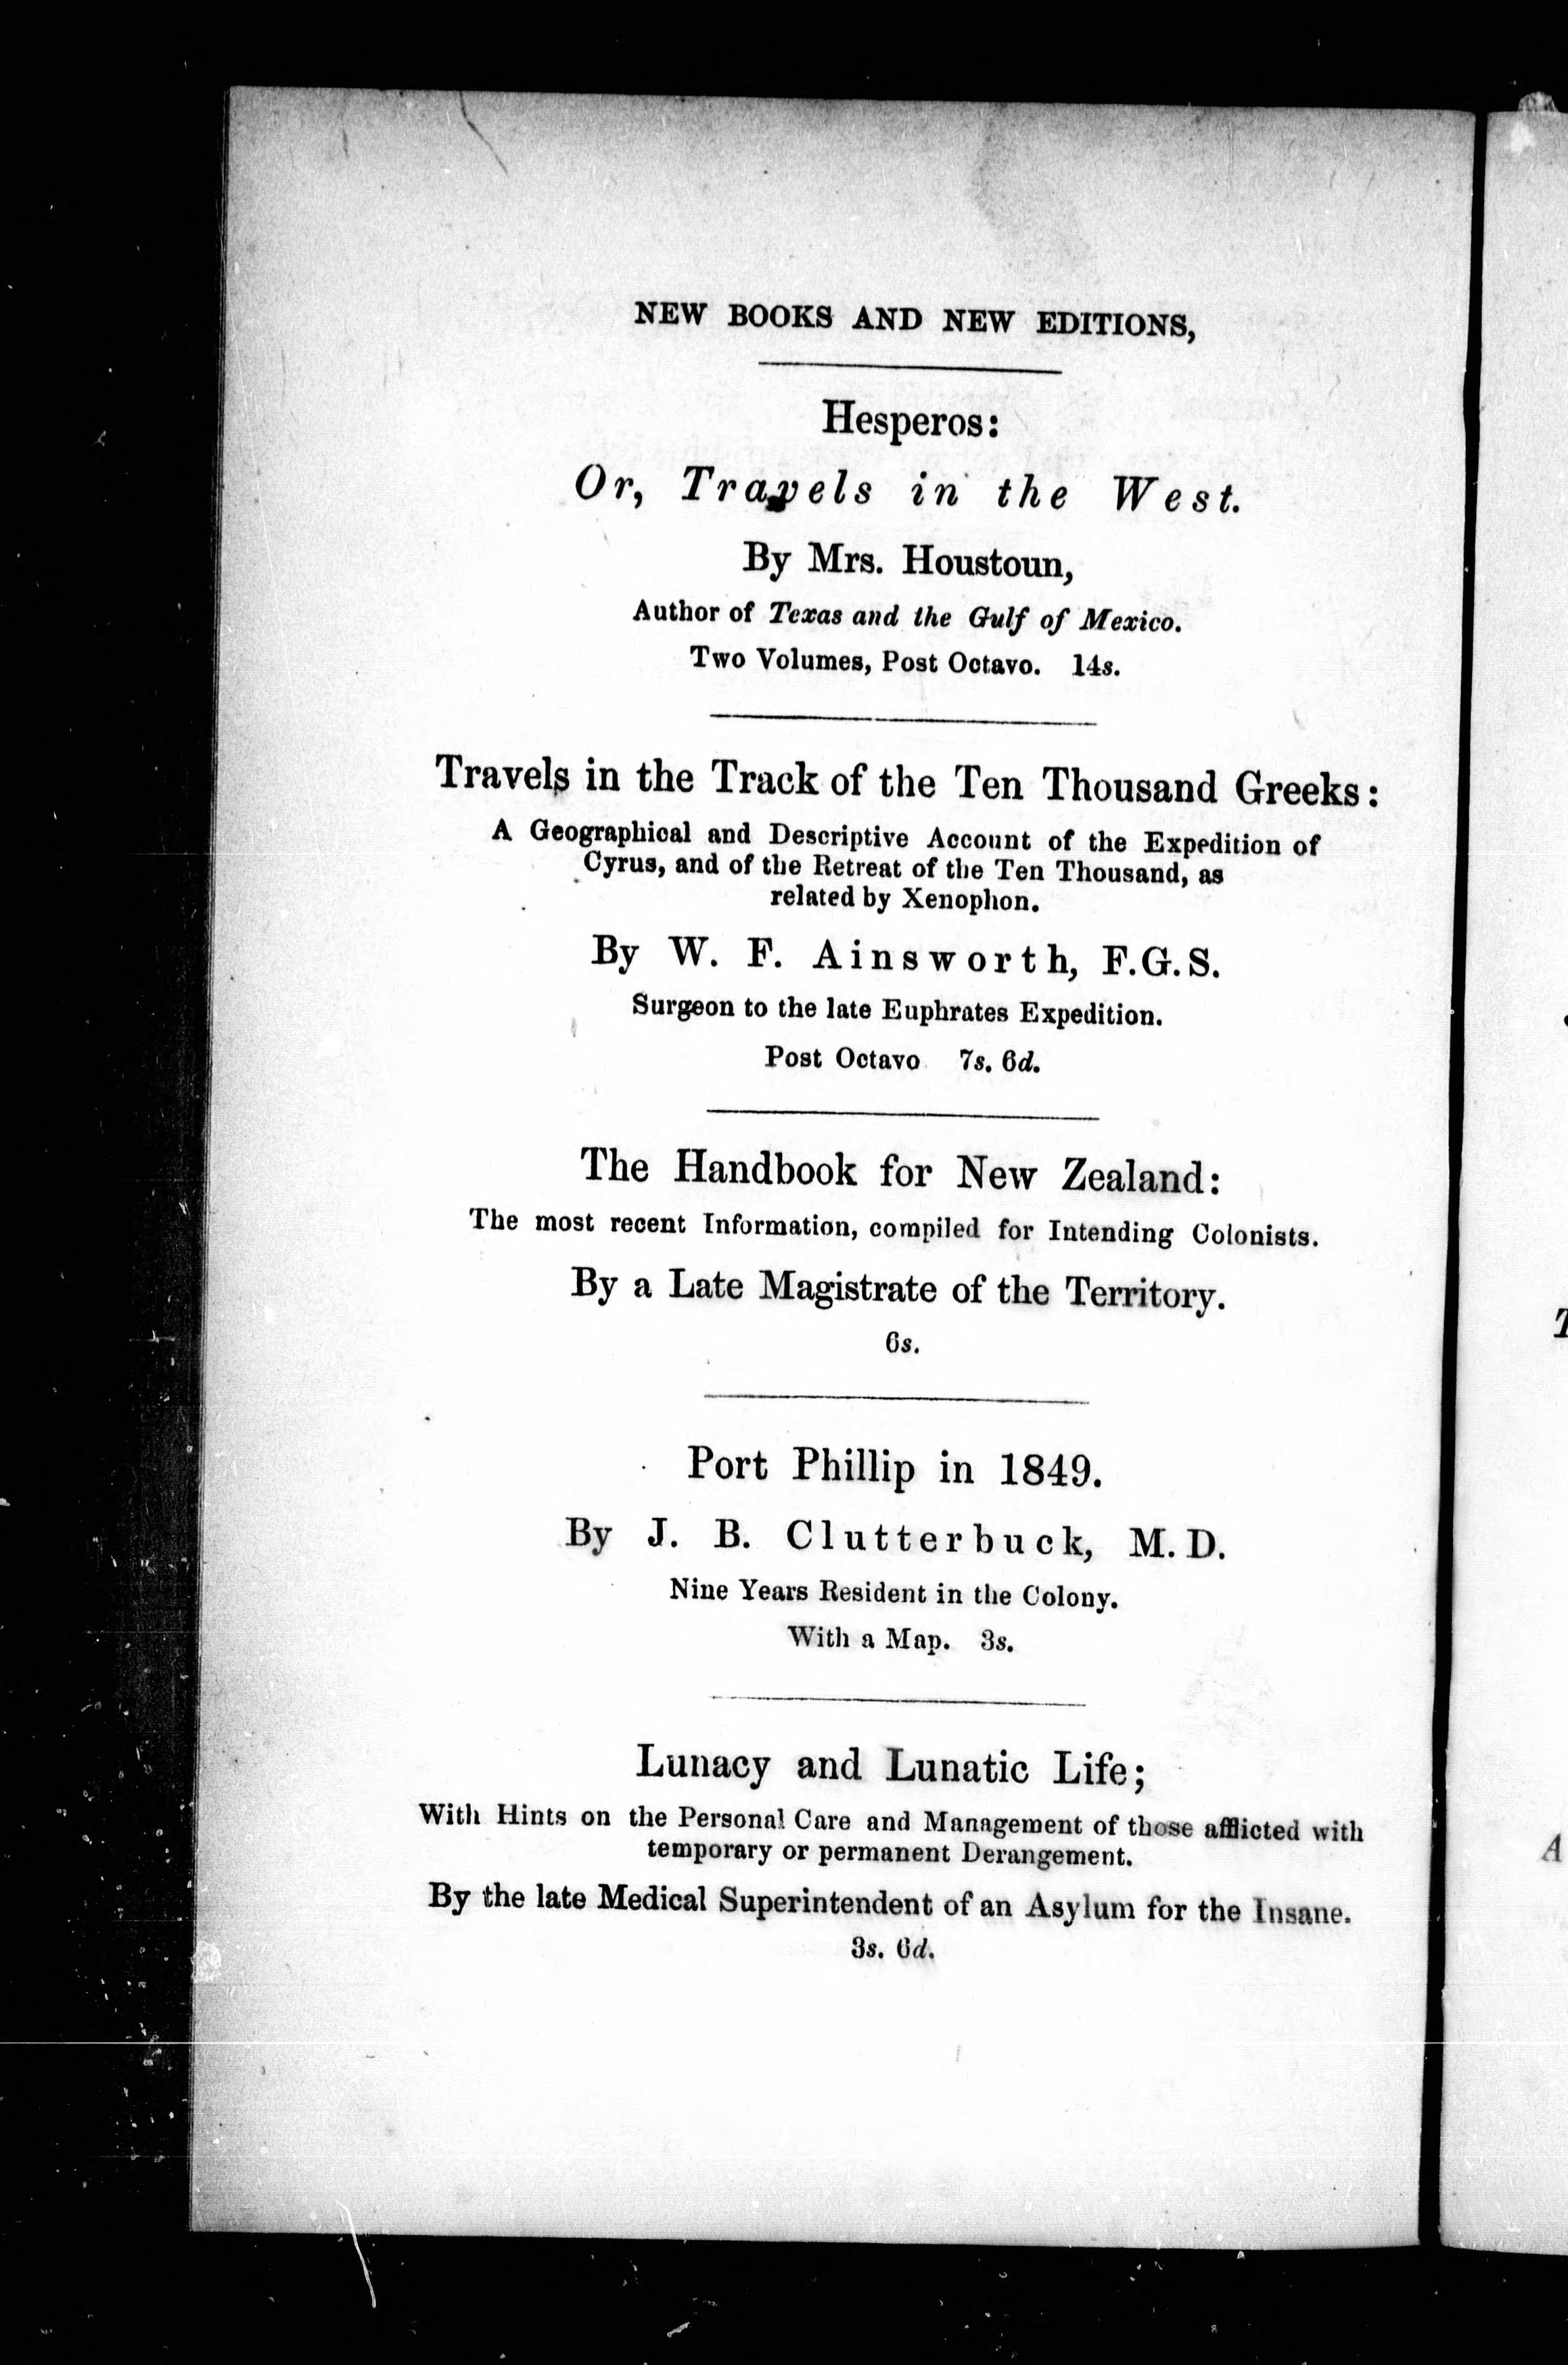 NEW BOOKS AND NEW EDITIONS,
Hesperos:
Or, Travels in the West.
By Mrs. Houstoun,
Author of Texas and the Gulf of Mexico.
Two Volumes, Post Octavo. 14s.
Travels in the Track of the Ten Thousand Greeks:
A Geographical and Descriptive Account of the Expedition of
Cyrus, and of the Retreat of the Ten Thousand, as
related by Xenophon.
By W. F. Ainsworth, F.G.S.
Surgeon to the late Euphrates Expedition.
Post Octavo 7s. 6d.
The Handbook for New Zealand:
The most recent Information, compiled for Intending Colonists.
By a Late Magistrate of the Territory.
6s.
Port Phillip in 1849.
By J. B. Clutterbuck, M.D.
Nine Years Resident in the Colony.
With a Map. 3s.
Lunacy and Lunatic Life;
With Hints on the Personal Care and Management of those afflicted with
temporary or permanent Derangement.
By the late Medical Superintendent of an Asylum for the Insane.
3s. 6d.
T
A